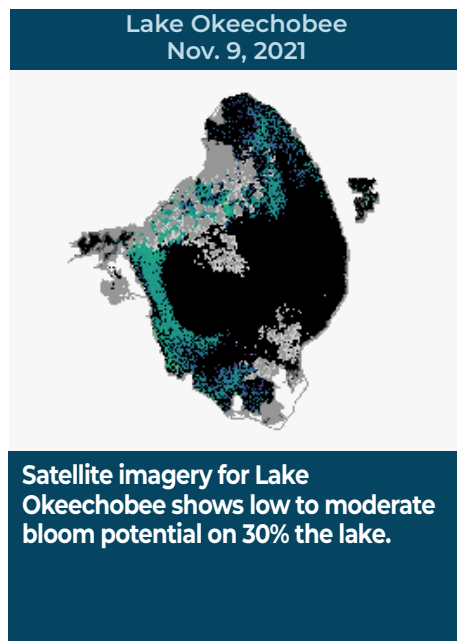 Lake Okeechobee
Nov. 9, 2021
Satellite imagery for Lake
Okeechobee shows low to moderate
bloom potential on 30% the lake.